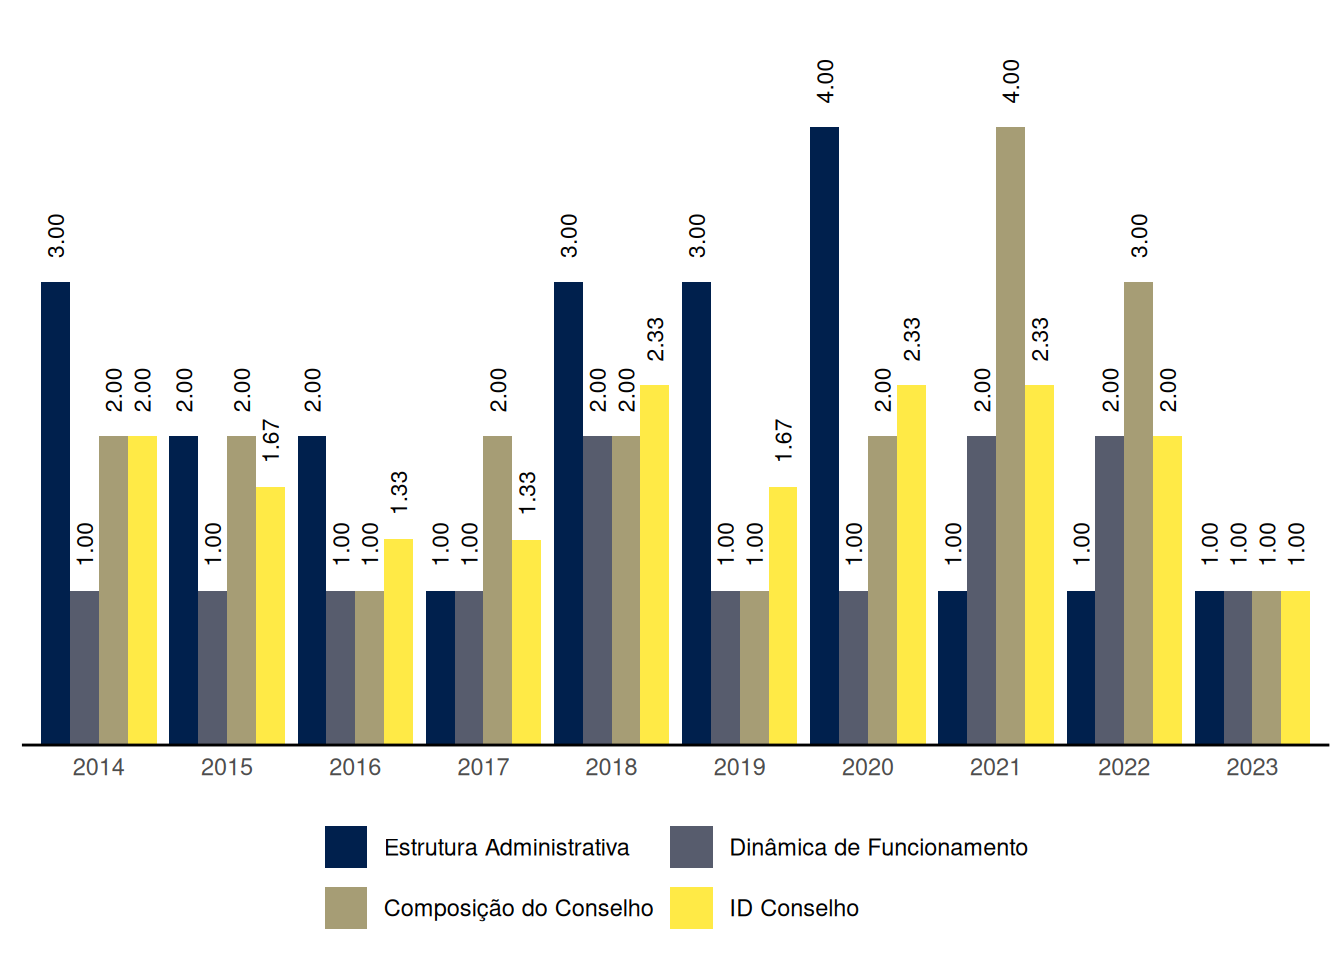 3.00 1.00 2.00 2.00 2.00 1.00 2.00 1.67 2.00 1.00 1.00 1.33 1.00 1.00 2.00 1.33 3.00 2.00 2.00 2.33 3.00 1.00 1.00 1.67 4.00 1.00 2.00 2.33 1.00 2.00 4.00 2.33 1.00 2.00 3.00 2.00 1.00 1.00 1.00 1.00
2014 2015 2016 2017 2018 2019 2020 2021 2022 2023
Estrutura Administrativa Dinâmica de Funcionamento
Composição do Conselho ID Conselho